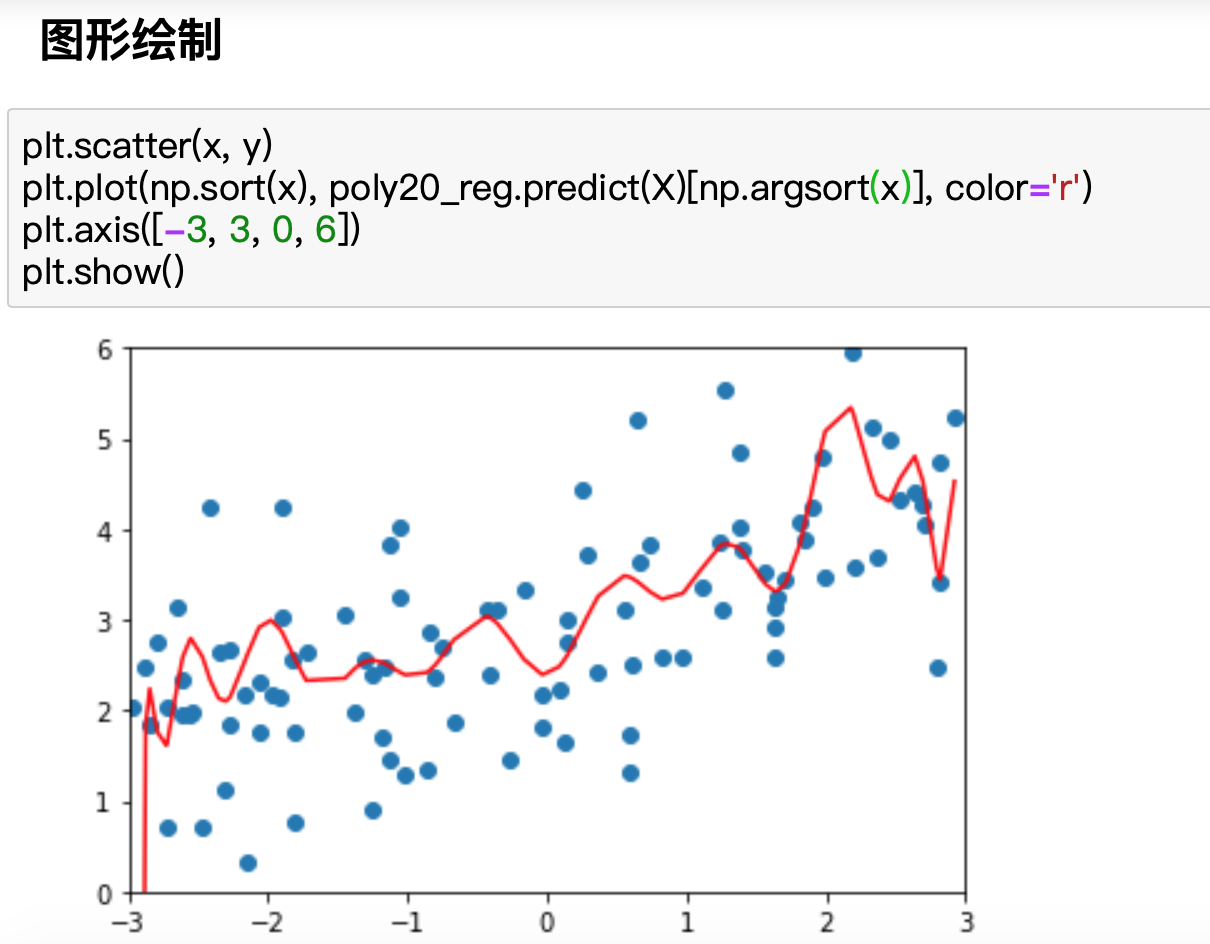 图形绘制
plt.scatter(x, y)
plt.plot(np.sort(x), poly20_reg.predict(X)[np.argsort(x)], color='r')
plt.axis([-3, 3, 0, 6])
plt.show()
6
5
4
3
2
1
0
−3 −2 −1 0 1 2 3